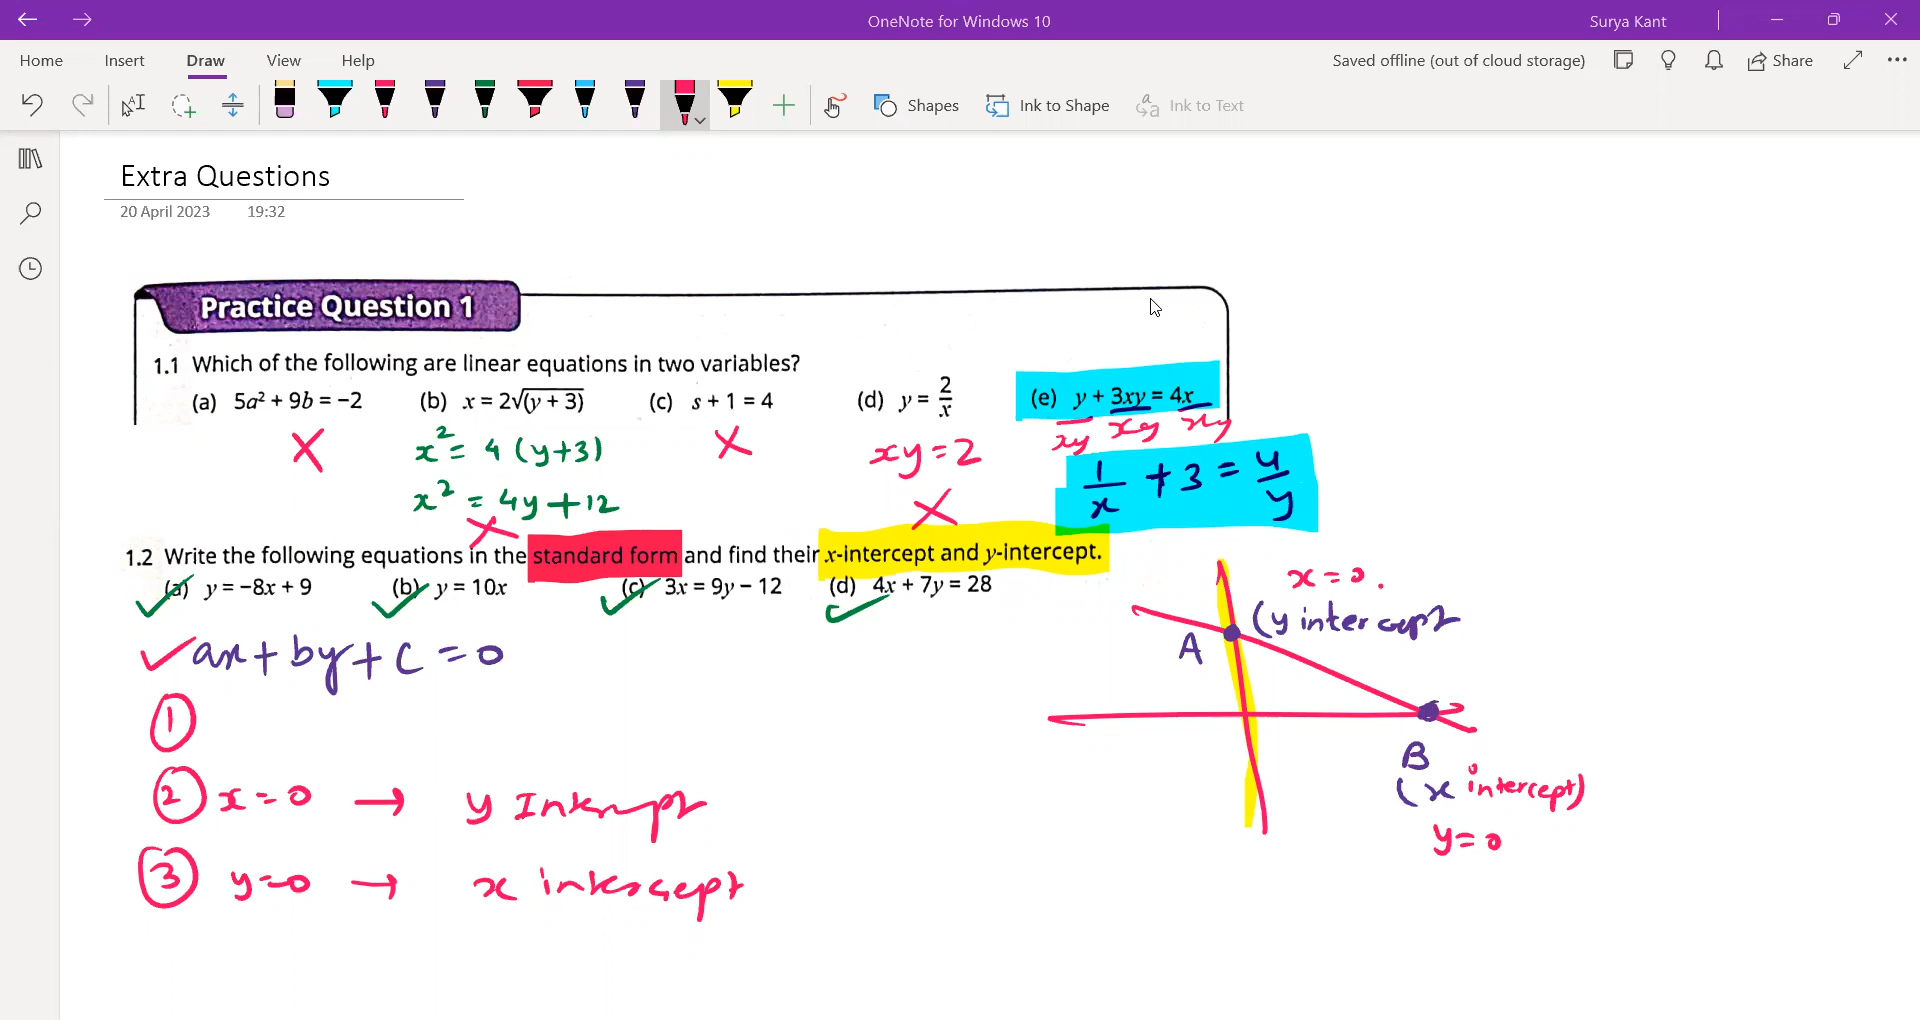 OneNote for Windows 10
Surya Kant
Home Insert Draw View Help
Saved offline (out of cloud storage)
Share
Shapes
Ink to Shape
Ink to Text
Extra Questions
20 April 2023 19:32
Practice Question 1
1.1 Which of the following are linear equations in two variables?
(a) 5a² + 9b = −2 (b) x = 2√(y + 3) (c) s + 1 = 4 (d) y = 2/x (e) y + 3xy = 4x
xy xy xy
x² = 4 (y+3)
xy = 2
1/x + 3 = 4/y
x² = 4y + 12
1.2 Write the following equations in the standard form and find their x-intercept and y-intercept.
(a) y = −8x + 9 (b) y = 10x (c) 3x = 9y − 12 (d) 4x + 7y = 28
x = 0.
(y intercept
A
ax + by + c = 0
①
B
② x = 0 → y
(x intercept)
y = 0
③ y = 0 → x intercept